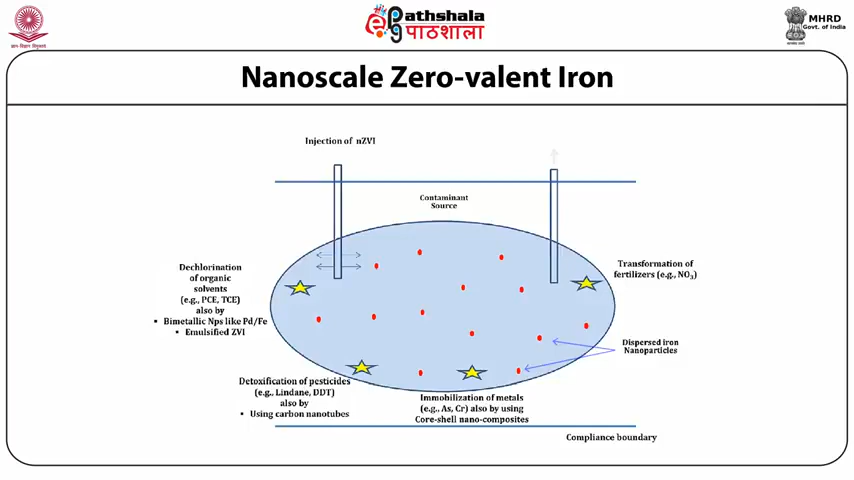 ePathshala
पाठशाला
MHRD
Govt. of India
Nanoscale Zero-valent Iron
Injection of nZVI
Contaminant
Source
Dechlorination
of organic
solvents
(e.g., PCE, TCE)
also by
▪ Bimetallic Nps like Pd/Fe
▪ Emulsified ZVI
Transformation of
fertilizers (e.g., NO₃)
Dispersed iron
Nanoparticles
Detoxification of pesticides
(e.g., Lindane, DDT)
also by
▪ Using carbon nanotubes
Immobilization of metals
(e.g., As, Cr) also by using
Core-shell nano-composites
Compliance boundary